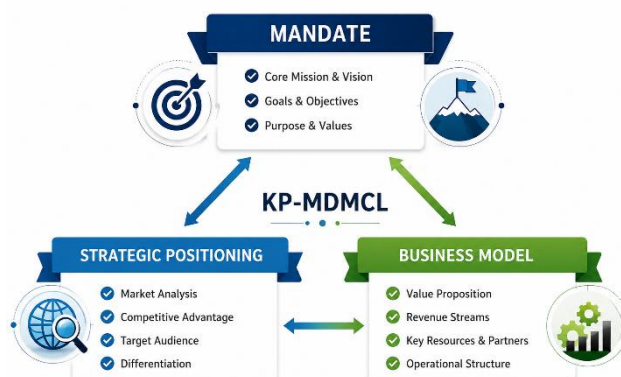 MANDATE
Core Mission & Vision
Goals & Objectives
Purpose & Values
KP-MDMCL
STRATEGIC POSITIONING
Market Analysis
Competitive Advantage
Target Audience
Differentiation
BUSINESS MODEL
Value Proposition
Revenue Streams
Key Resources & Partners
Operational Structure